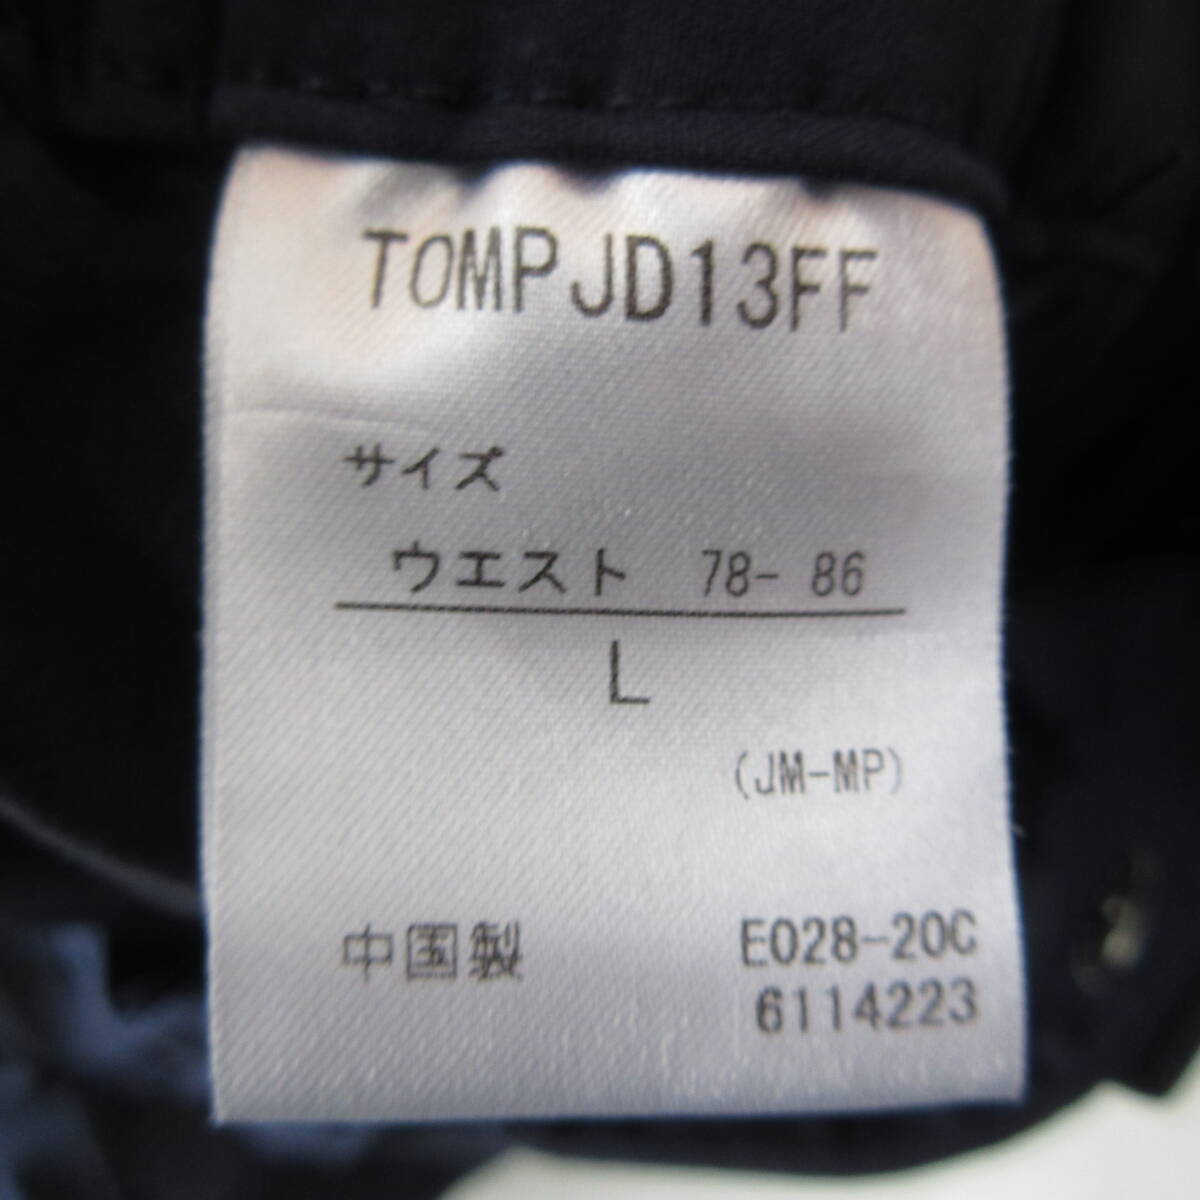 TOMPJD13FF
サイズ
ウエスト 78- 86
L
(JM-MP)
中国製 E028-20C
6114223